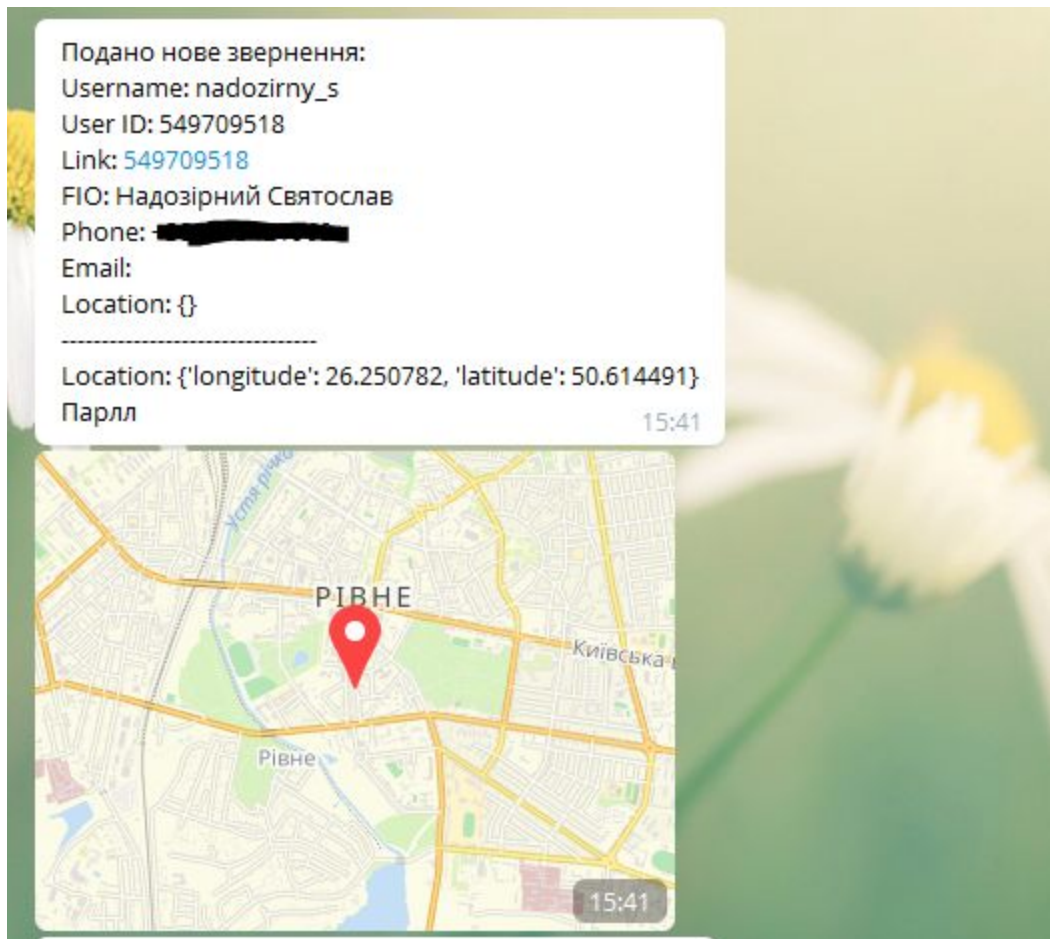 Подано нове звернення:
Username: nadozirny_s
User ID: 549709518
Link: 549709518
FIO: Надозірний Святослав
Phone:
Email:
Location: {}
--------------------------------
Location: {'longitude': 26.250782, 'latitude': 50.614491}
Парлл
15:41
Устя річка
РІВНЕ
Київська
Рівне
15:41